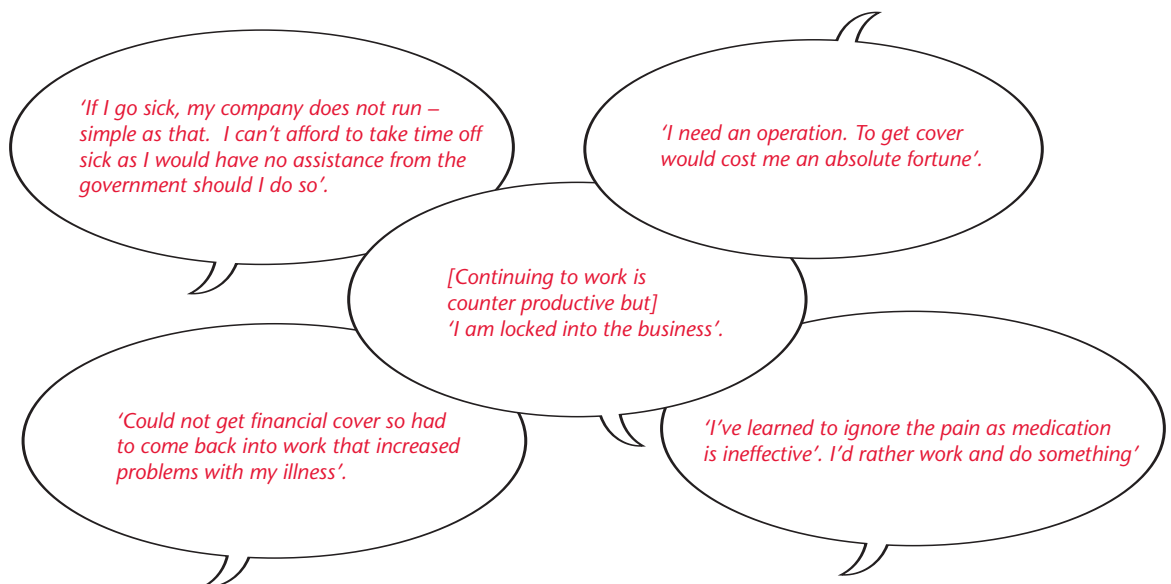 ‘If I go sick, my company does not run –
simple as that.  I can’t afford to take time off
sick as I would have no assistance from the
government should I do so’.
‘I need an operation. To get cover
would cost me an absolute fortune’.
[Continuing to work is
counter productive but]
‘I am locked into the business’.
‘Could not get financial cover so had
to come back into work that increased
problems with my illness’.
‘I’ve learned to ignore the pain as medication
is ineffective’. I’d rather work and do something’